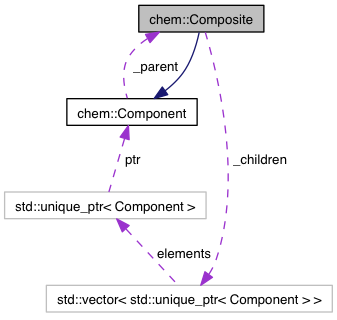 chem::Composite
_parent
chem::Component
ptr
_children
std::unique_ptr< Component >
elements
std::vector< std::unique_ptr< Component > >